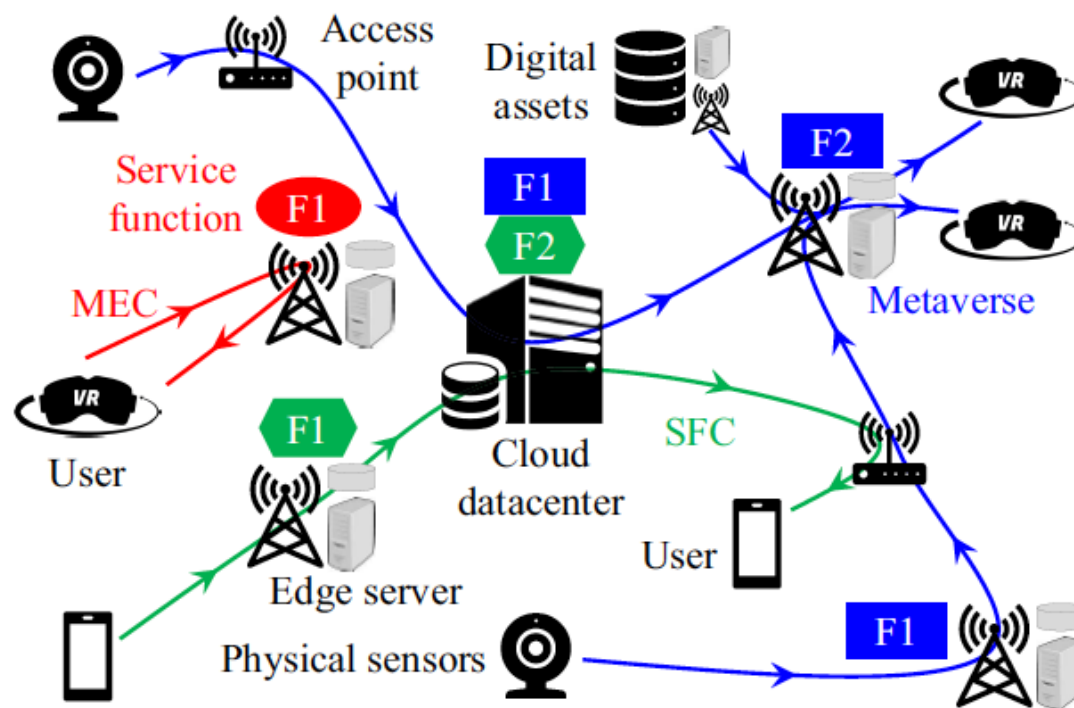 Access
point
Digital
assets
VR
F2
VR
Service
function
F1
F1
F2
MEC
Metaverse
VR
User
F1
SFC
Cloud
datacenter
Edge server
User
Physical sensors
F1